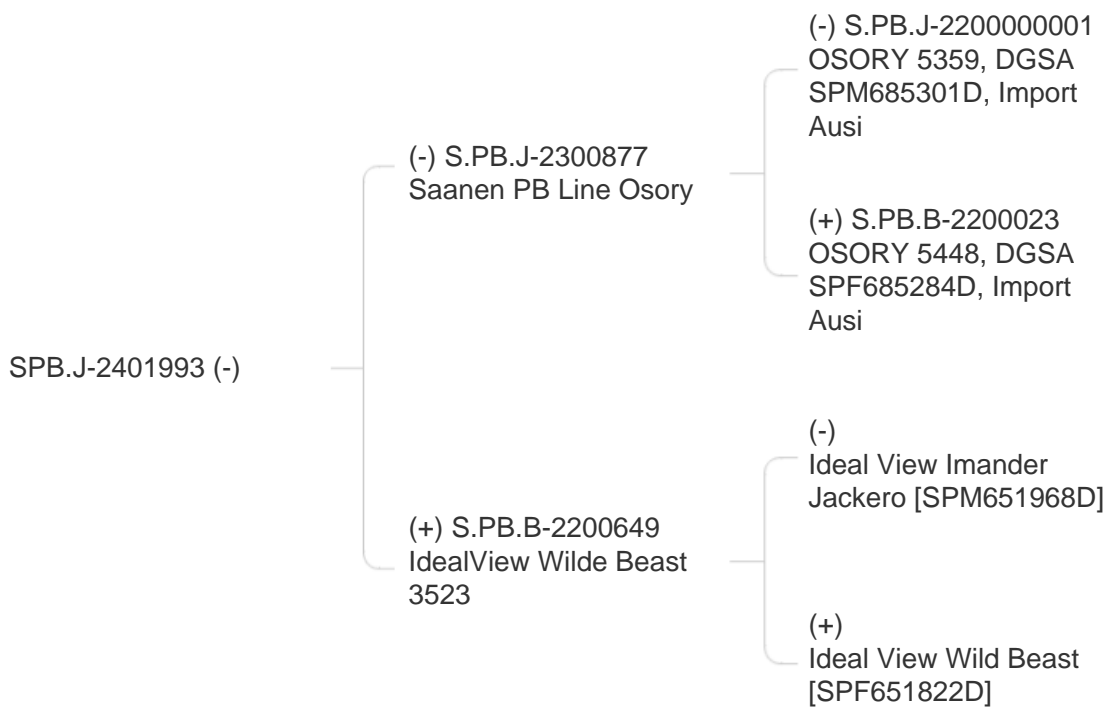 (-) S.PB.J-2200000001
OSORY 5359, DGSA
SPM685301D, Import
Ausi
(-) S.PB.J-2300877
Saanen PB Line Osory
(+) S.PB.B-2200023
OSORY 5448, DGSA
SPF685284D, Import
Ausi
SPB.J-2401993 (-)
(-)
Ideal View Imander
Jackero [SPM651968D]
(+) S.PB.B-2200649
IdealView Wilde Beast
3523
(+)
Ideal View Wild Beast
[SPF651822D]